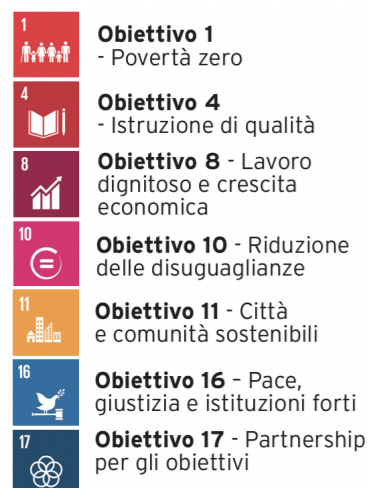 1
Obiettivo 1
- Povertà zero
4
Obiettivo 4
- Istruzione di qualità
8
Obiettivo 8 - Lavoro
dignitoso e crescita
economica
10
Obiettivo 10 - Riduzione
delle disuguaglianze
11
Obiettivo 11 - Città
e comunità sostenibili
16
Obiettivo 16 – Pace,
giustizia e istituzioni forti
17
Obiettivo 17 - Partnership
per gli obiettivi